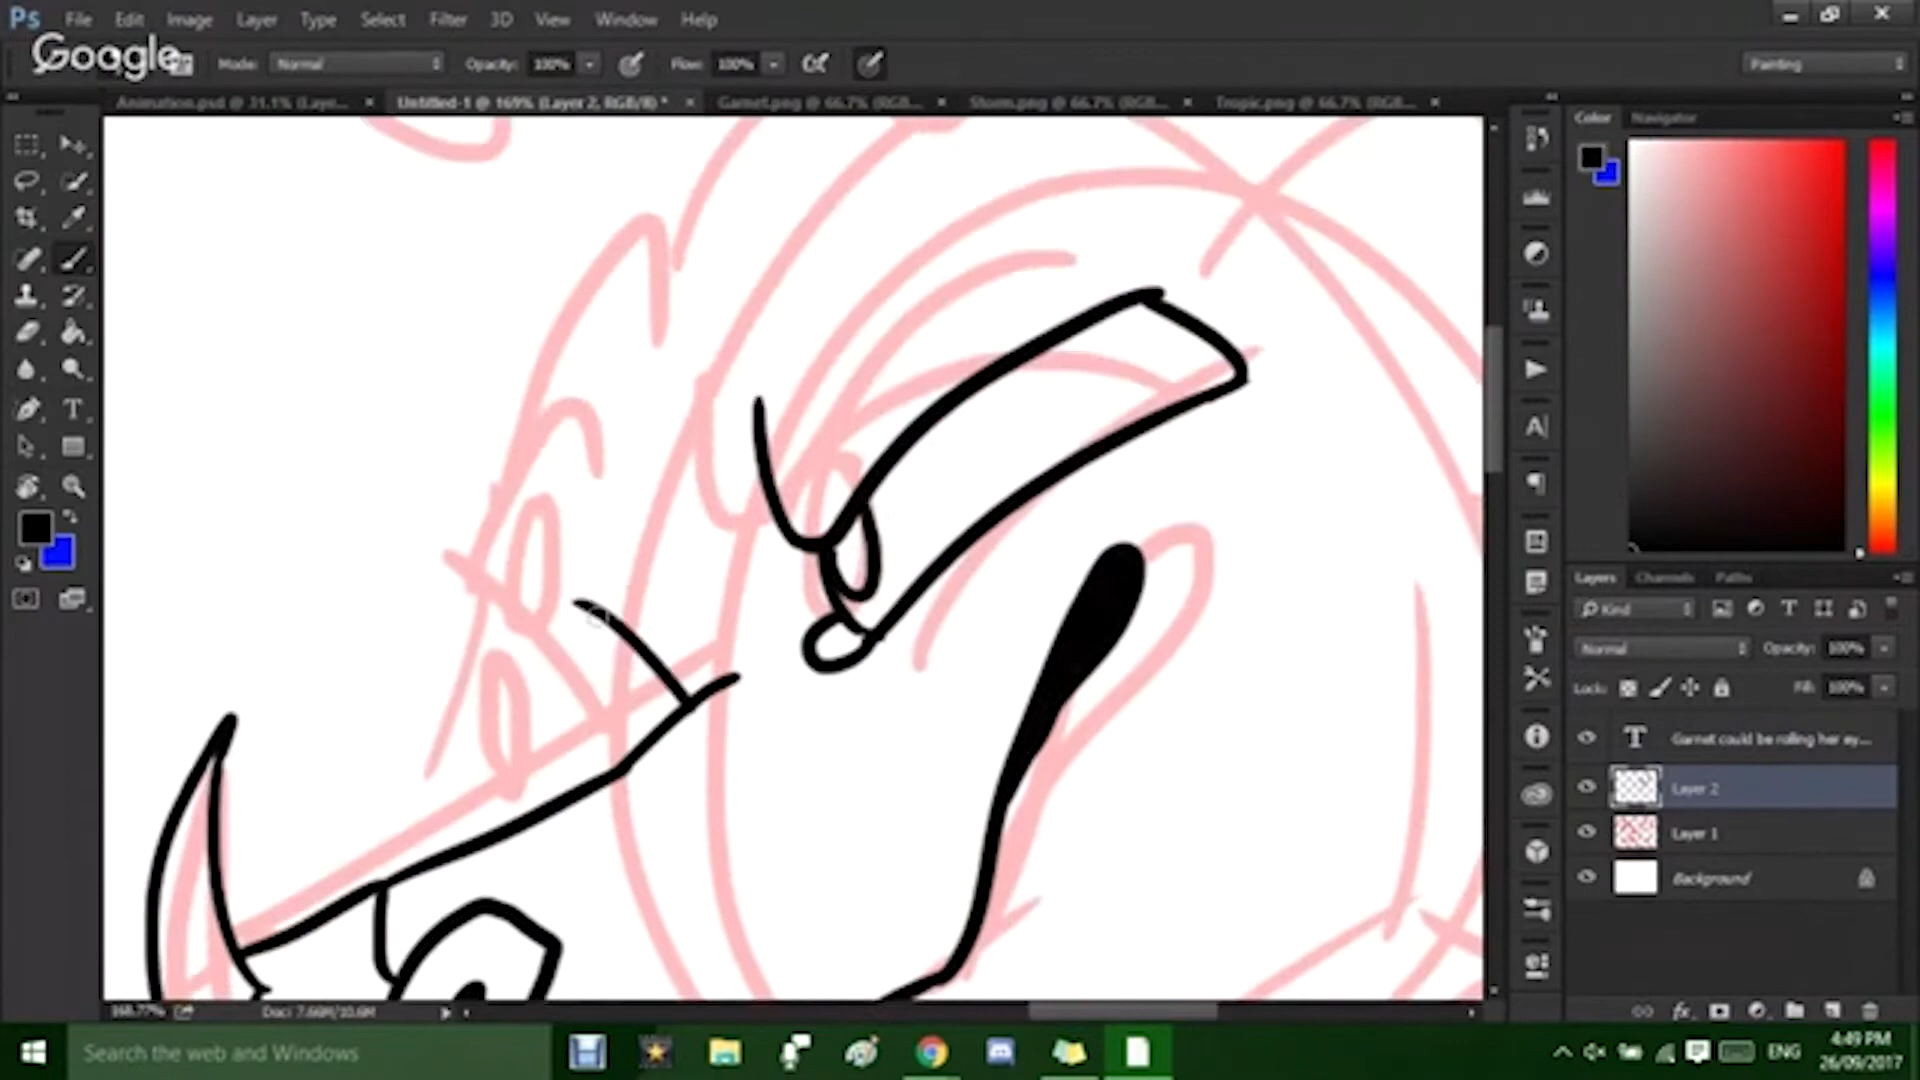 Ps File Edit Image Layer Type Select Filter 3D View Window Help
Google
Mode: Normal Opacity: 100% Flow: 100% Painting
Animation.psd @ 31.1% (Laye... × Untitled-1 @ 169% (Layer 2, RGB/8) * × Garnet.png @ 66.7% (RGB... × Storm.png @ 66.7% (RGB... × Tropic.png @ 66.7% (RGB... ×
Color Navigator
Layers Channels Paths
Kind
Normal Opacity: 100%
Lock: Fill: 100%
Garnet could be rolling her ey...
Layer 2
Layer 1
Background
168.77% Doc: 7.66M/10.6M
Search the web and Windows
ENG 4:49 PM
26/09/2017